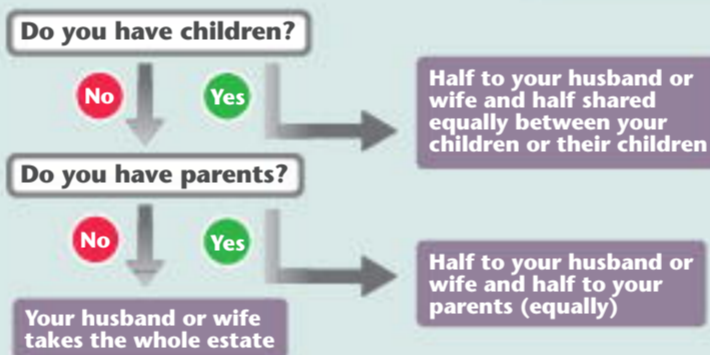 Do you have children?
No
Yes
Half to your husband or
wife and half shared
equally between your
children or their children
Do you have parents?
No
Yes
Half to your husband or
wife and half to your
parents (equally)
Your husband or wife
takes the whole estate